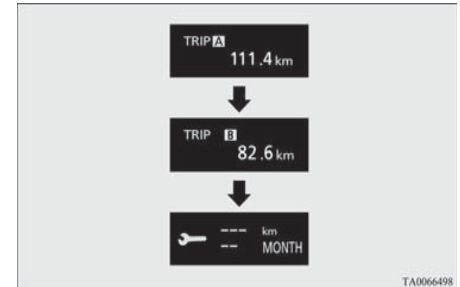 TRIP A
111.4 km
TRIP B
82.6 km
--- km
-- MONTH
TA0066498